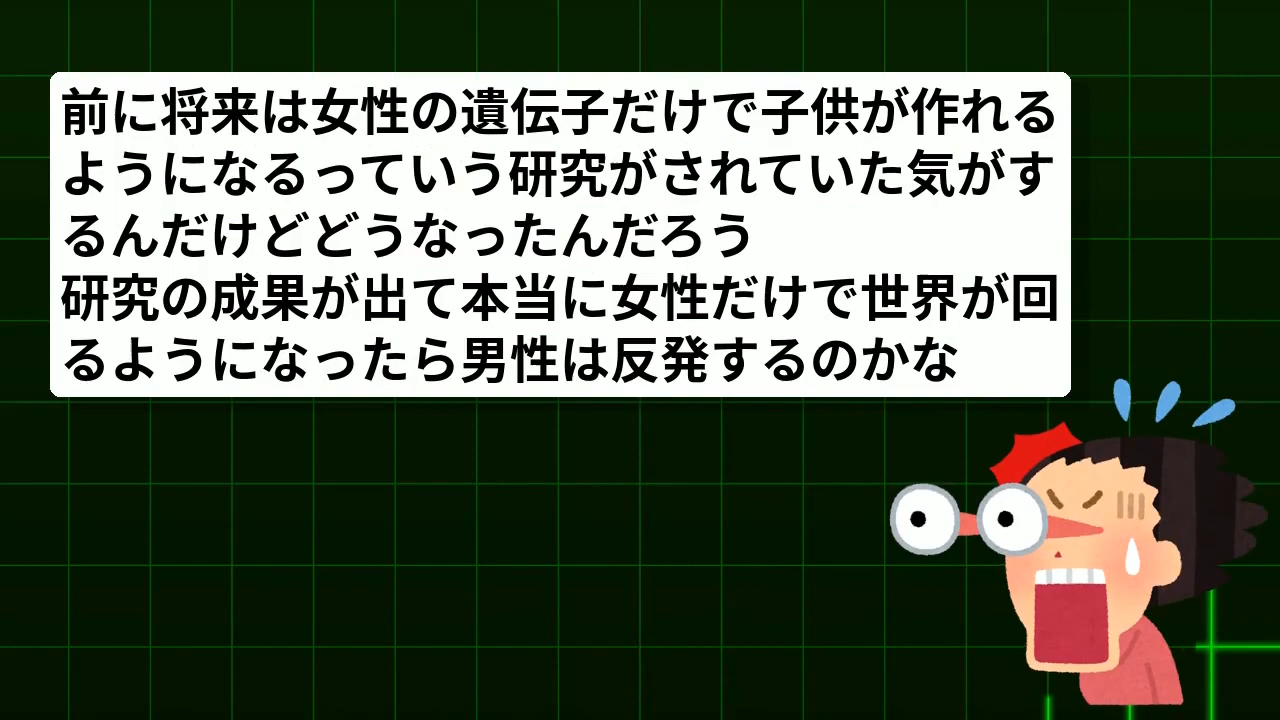 前に将来は女性の遺伝子だけで子供が作れる
ようになるっていう研究がされていた気がす
るんだけどどうなったんだろう
研究の成果が出て本当に女性だけで世界が回
るようになったら男性は反発するのかな